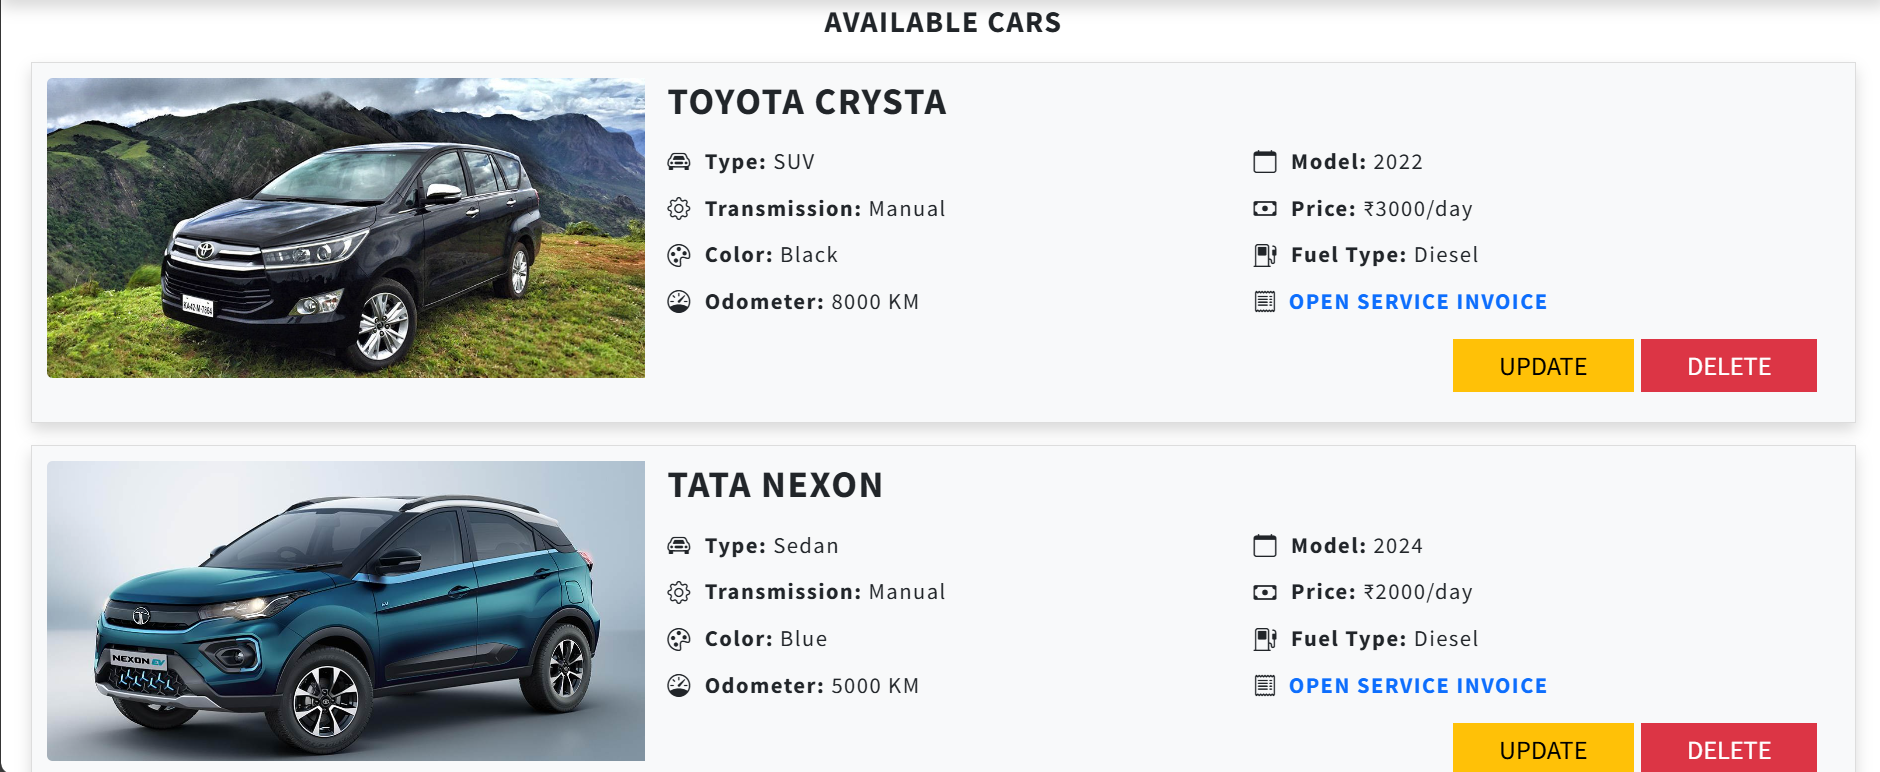 AVAILABLE CARS
TOYOTA CRYSTA
Type: SUV
Model: 2022
Transmission: Manual
Price: ₹3000/day
Color: Black
Fuel Type: Diesel
Odometer: 8000 KM
OPEN SERVICE INVOICE
UPDATE
DELETE
TATA NEXON
Type: Sedan
Model: 2024
Transmission: Manual
Price: ₹2000/day
Color: Blue
Fuel Type: Diesel
NEXON EV
Odometer: 5000 KM
OPEN SERVICE INVOICE
UPDATE
DELETE